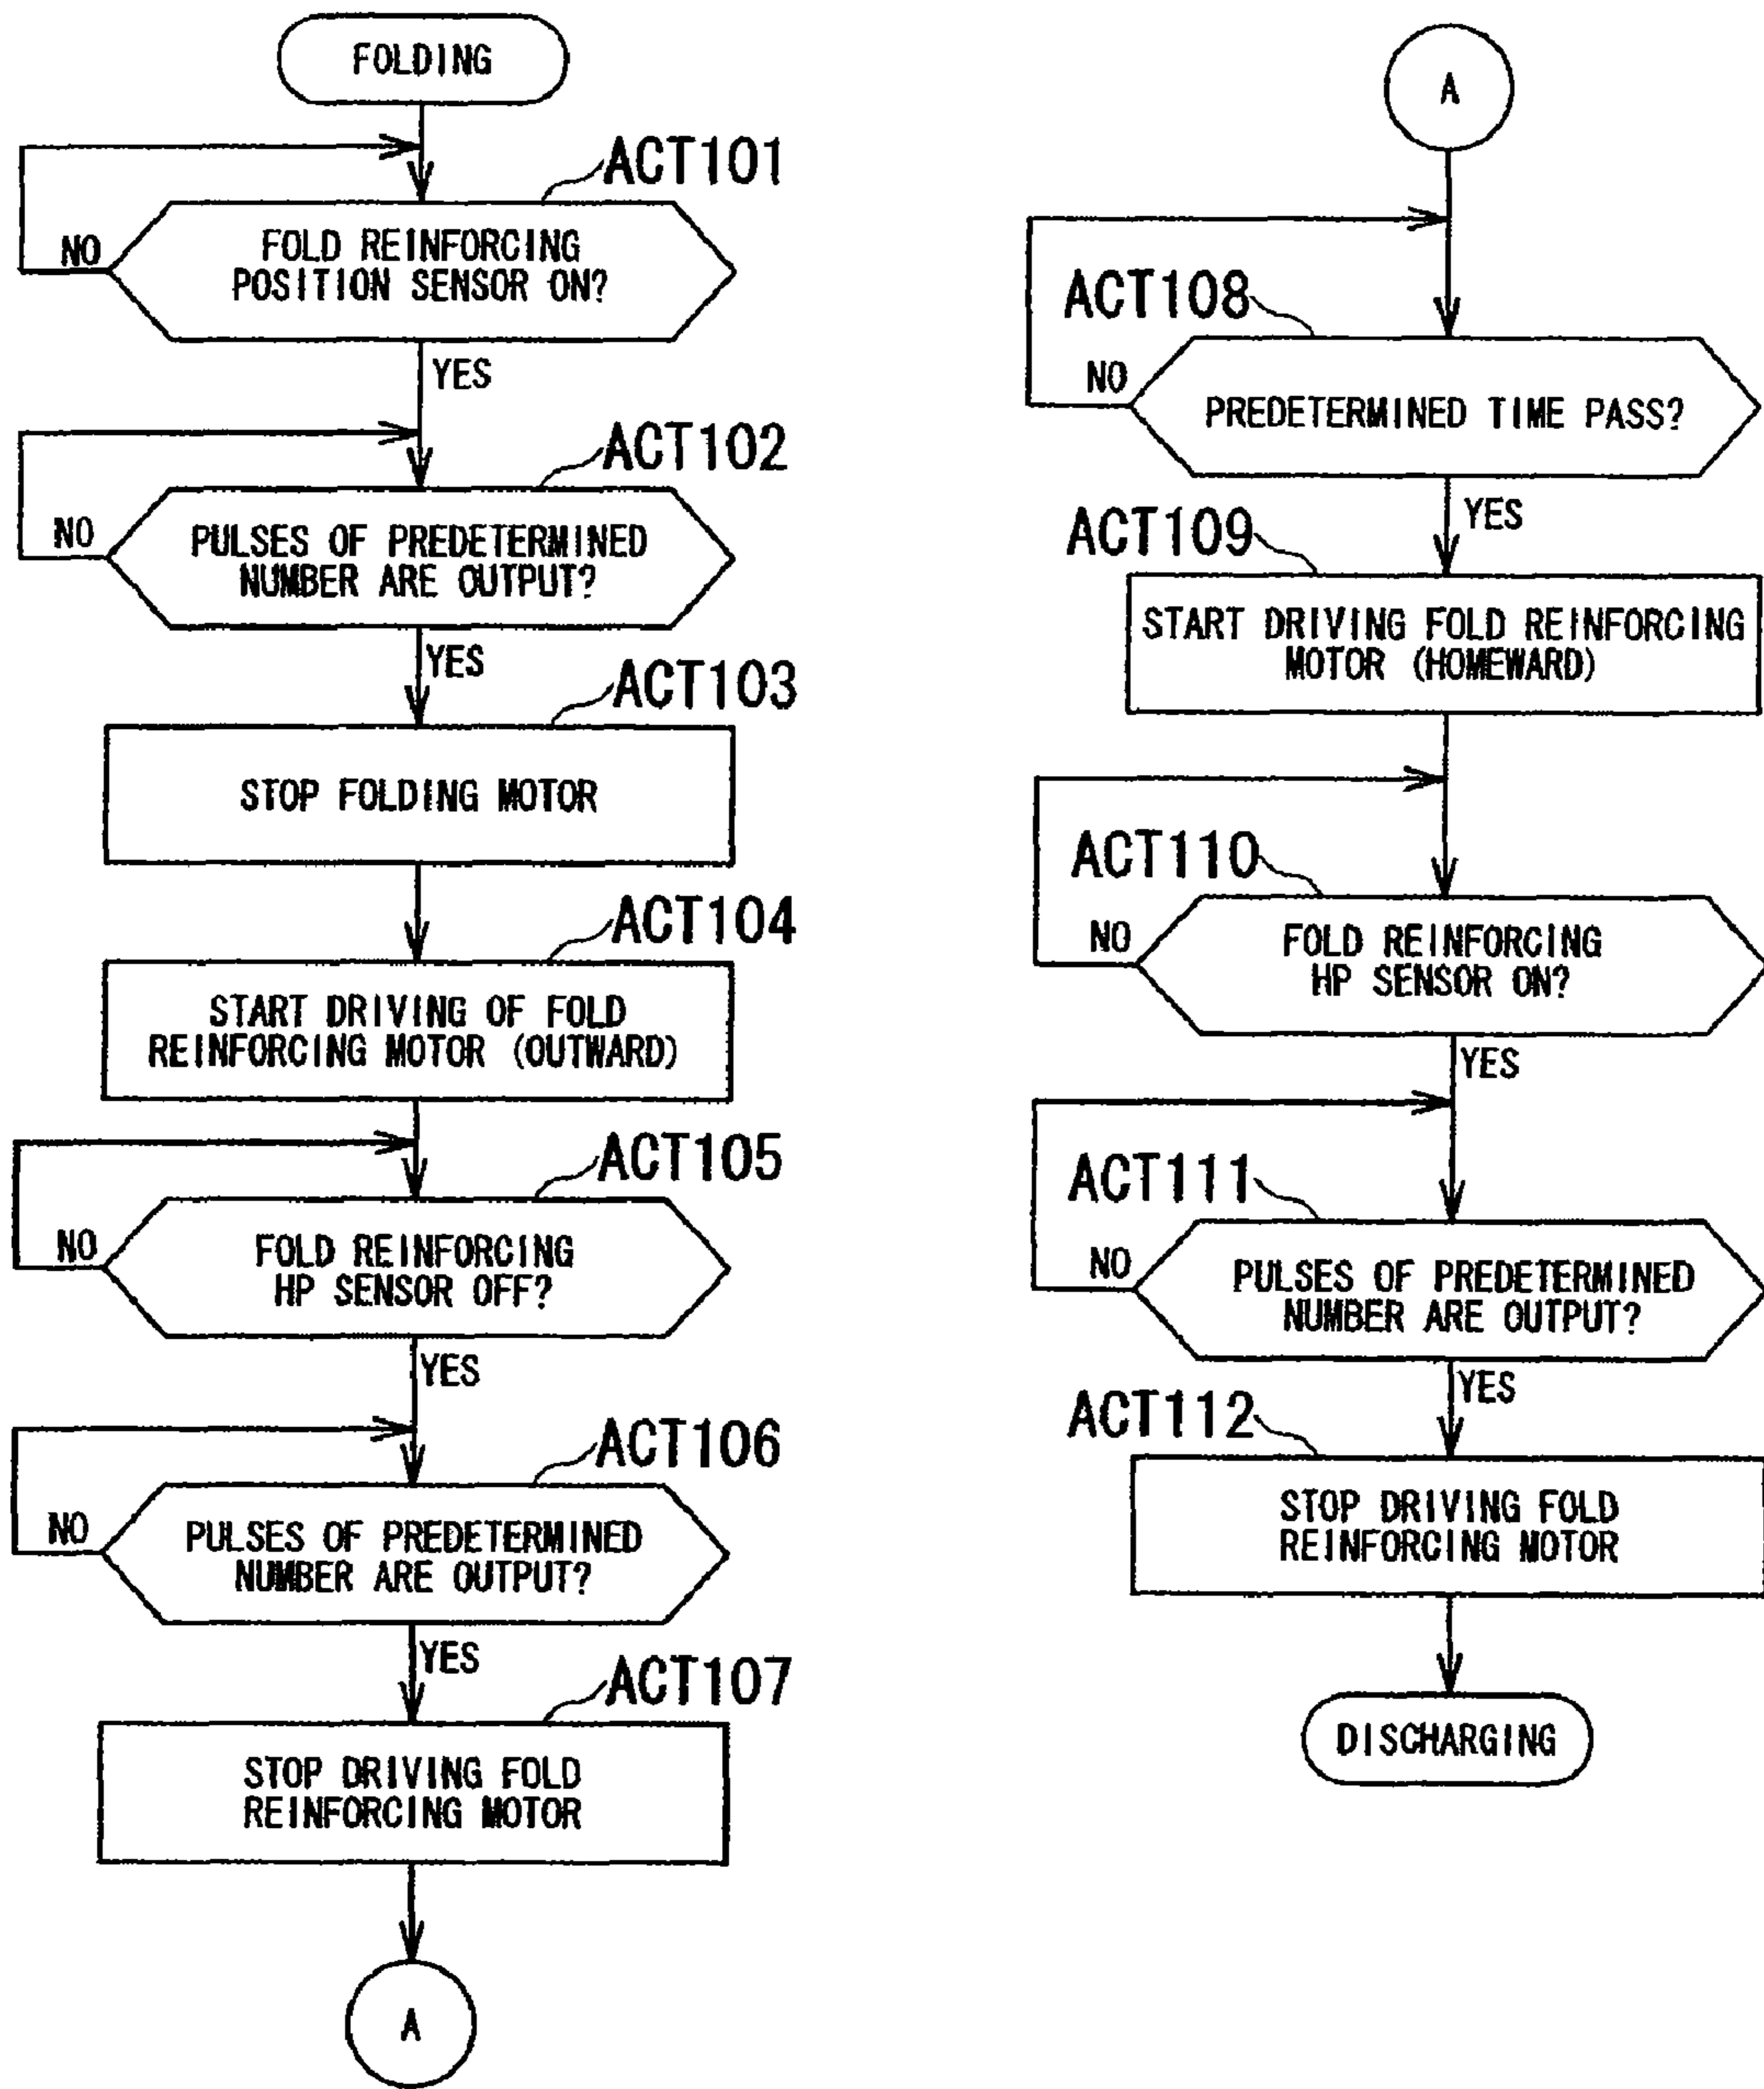 FOLDING
ACT101
FOLD REINFORCING
POSITION SENSOR ON?
NO
YES
ACT102
PULSES OF PREDETERMINED
NUMBER ARE OUTPUT?
NO
YES
ACT103
STOP FOLDING MOTOR
ACT104
START DRIVING OF FOLD
REINFORCING MOTOR (OUTWARD)
ACT105
FOLD REINFORCING
HP SENSOR OFF?
NO
YES
ACT106
PULSES OF PREDETERMINED
NUMBER ARE OUTPUT?
NO
YES
ACT107
STOP DRIVING FOLD
REINFORCING MOTOR
A
A
ACT108
NO
PREDETERMINED TIME PASS?
YES
ACT109
START DRIVING FOLD REINFORCING
MOTOR (HOMEWARD)
ACT110
NO
FOLD REINFORCING
HP SENSOR ON?
YES
ACT111
NO
PULSES OF PREDETERMINED
NUMBER ARE OUTPUT?
YES
ACT112
STOP DRIVING FOLD
REINFORCING MOTOR
DISCHARGING